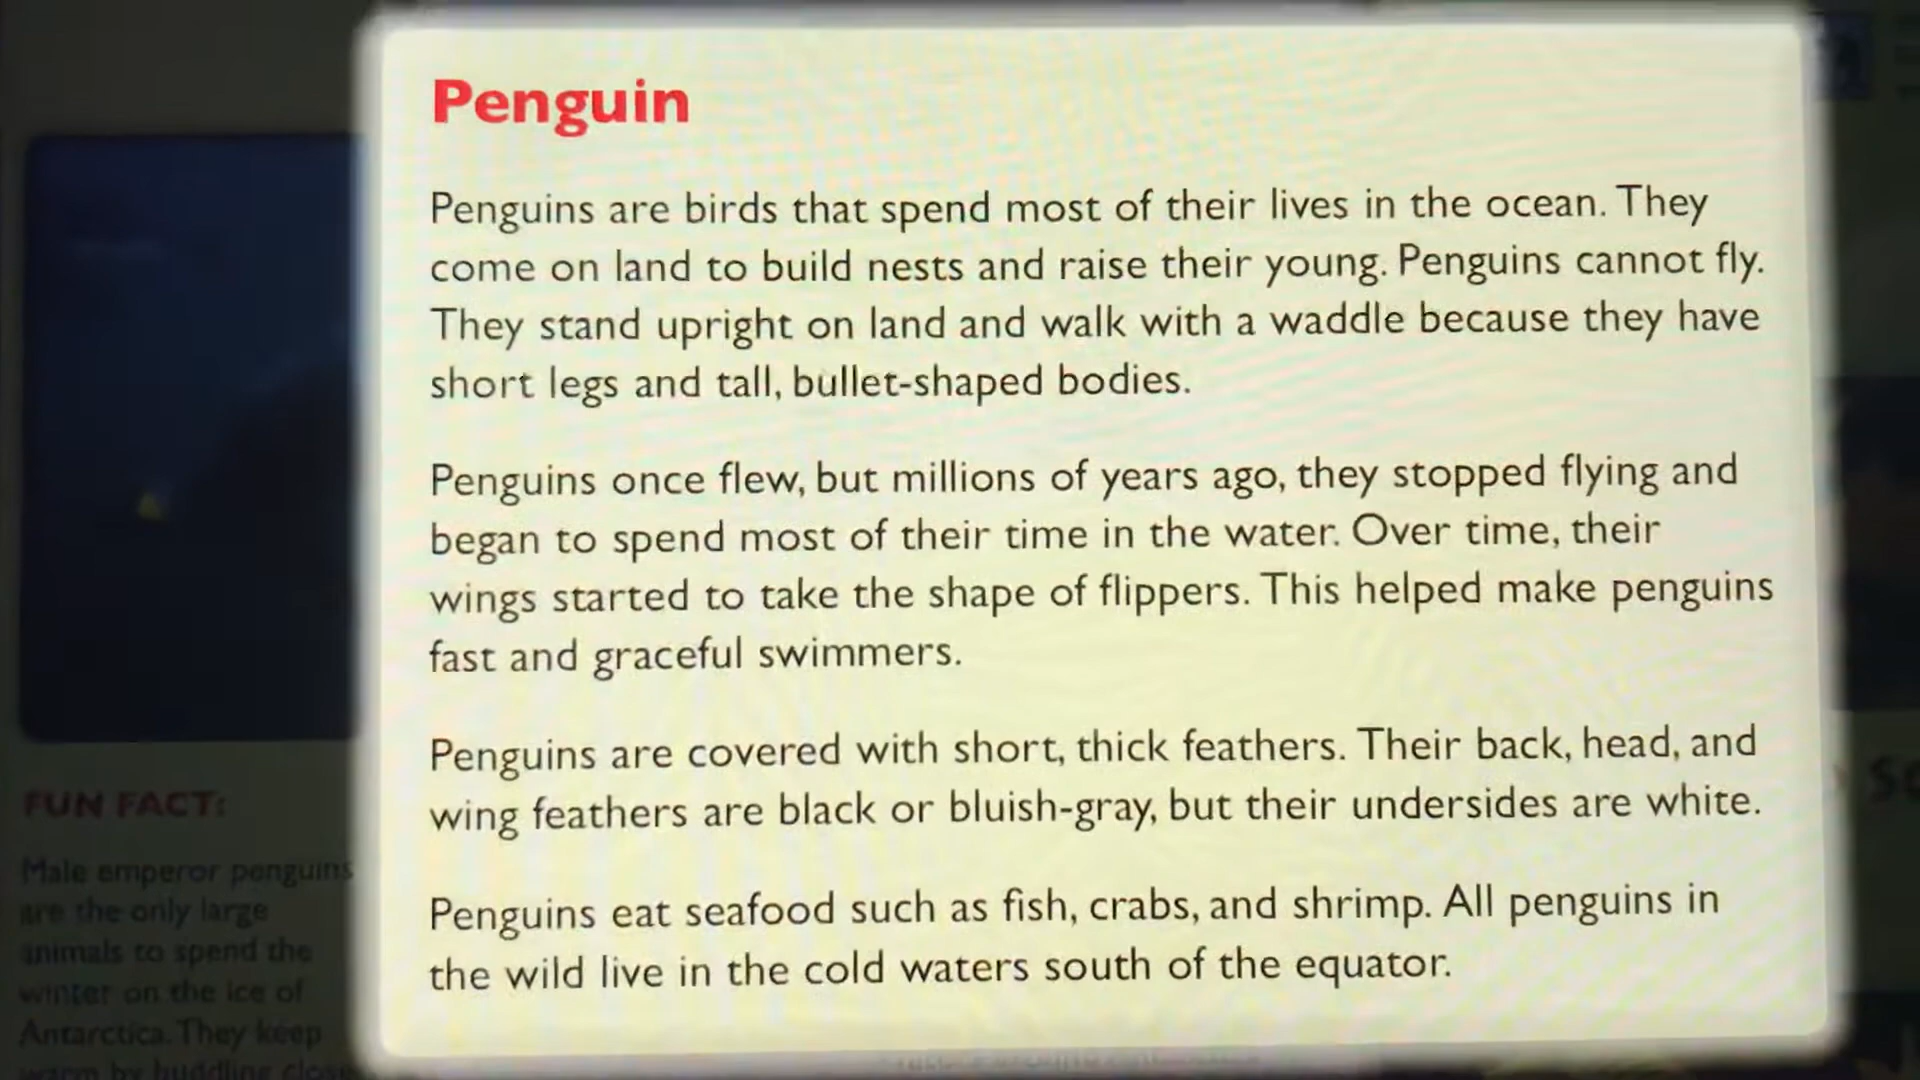 Penguin
Penguins are birds that spend most of their lives in the ocean. They
come on land to build nests and raise their young. Penguins cannot fly.
They stand upright on land and walk with a waddle because they have
short legs and tall, bullet-shaped bodies.
Penguins once flew, but millions of years ago, they stopped flying and
began to spend most of their time in the water. Over time, their
wings started to take the shape of flippers. This helped make penguins
fast and graceful swimmers.
Penguins are covered with short, thick feathers. Their back, head, and
wing feathers are black or bluish-gray, but their undersides are white.
Penguins eat seafood such as fish, crabs, and shrimp. All penguins in
the wild live in the cold waters south of the equator.
FUN FACT:
Male emperor penguins
are the only large
animals to spend the
winter on the ice of
Antarctica. They keep
warm by huddling close